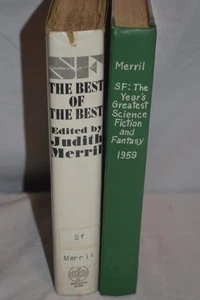 SF
THE BEST
OF
THE BEST
Edited by
Judith
Merril
Sf
Merril
Merril
SF: The
Year's
Greatest
Science
Fiction
and
Fantasy
1959